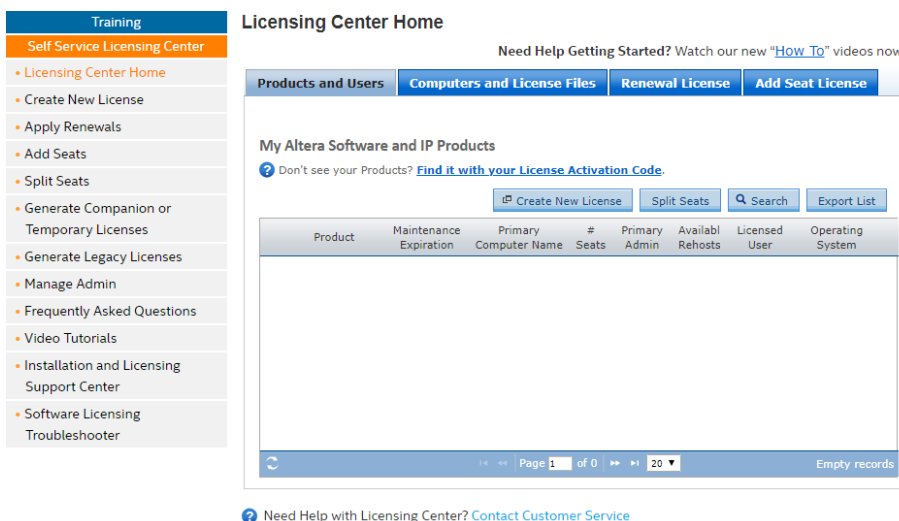 Training
Self Service Licensing Center
• Licensing Center Home
• Create New License
• Apply Renewals
• Add Seats
• Split Seats
• Generate Companion or
Temporary Licenses
• Generate Legacy Licenses
• Manage Admin
• Frequently Asked Questions
• Video Tutorials
• Installation and Licensing
Support Center
• Software Licensing
Troubleshooter
Licensing Center Home
Need Help Getting Started? Watch our new "How To" videos now
Products and Users Computers and License Files Renewal License Add Seat License
My Altera Software and IP Products
? Don't see your Products? Find it with your License Activation Code.
Create New License Split Seats Search Export List
Product Maintenance Expiration Primary Computer Name # Seats Primary Admin Availabl Rehosts Licensed User Operating System
Page 1 of 0 20 Empty records
? Need Help with Licensing Center? Contact Customer Service